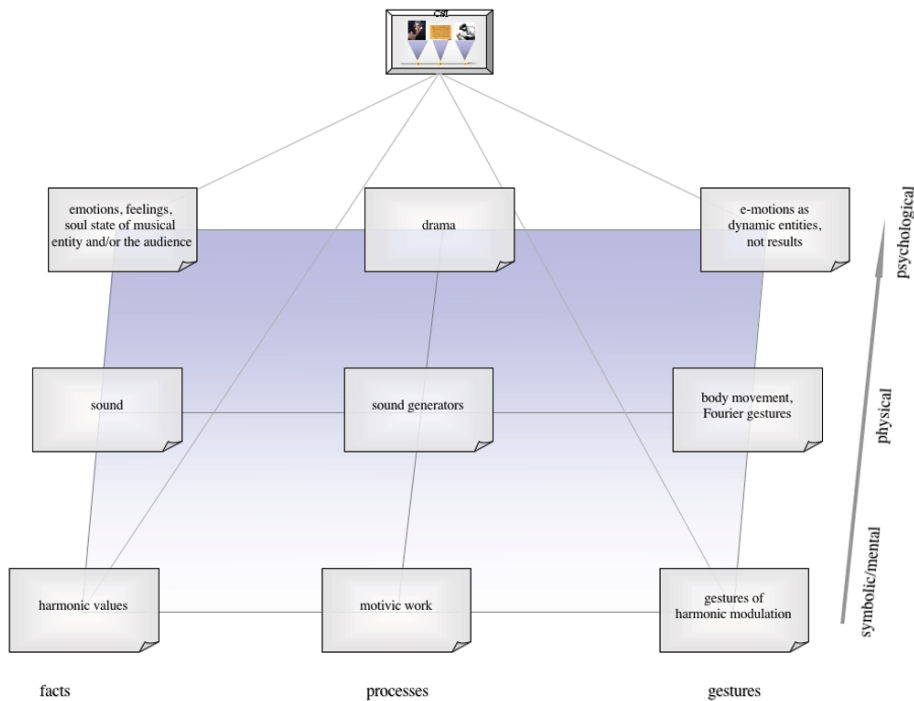 CSI
emotions, feelings,
soul state of musical
entity and/or the audience
drama
e-motions as
dynamic entities,
not results
psychological
sound
sound generators
body movement,
Fourier gestures
physical
harmonic values
motivic work
gestures of
harmonic modulation
symbolic/mental
facts
processes
gestures